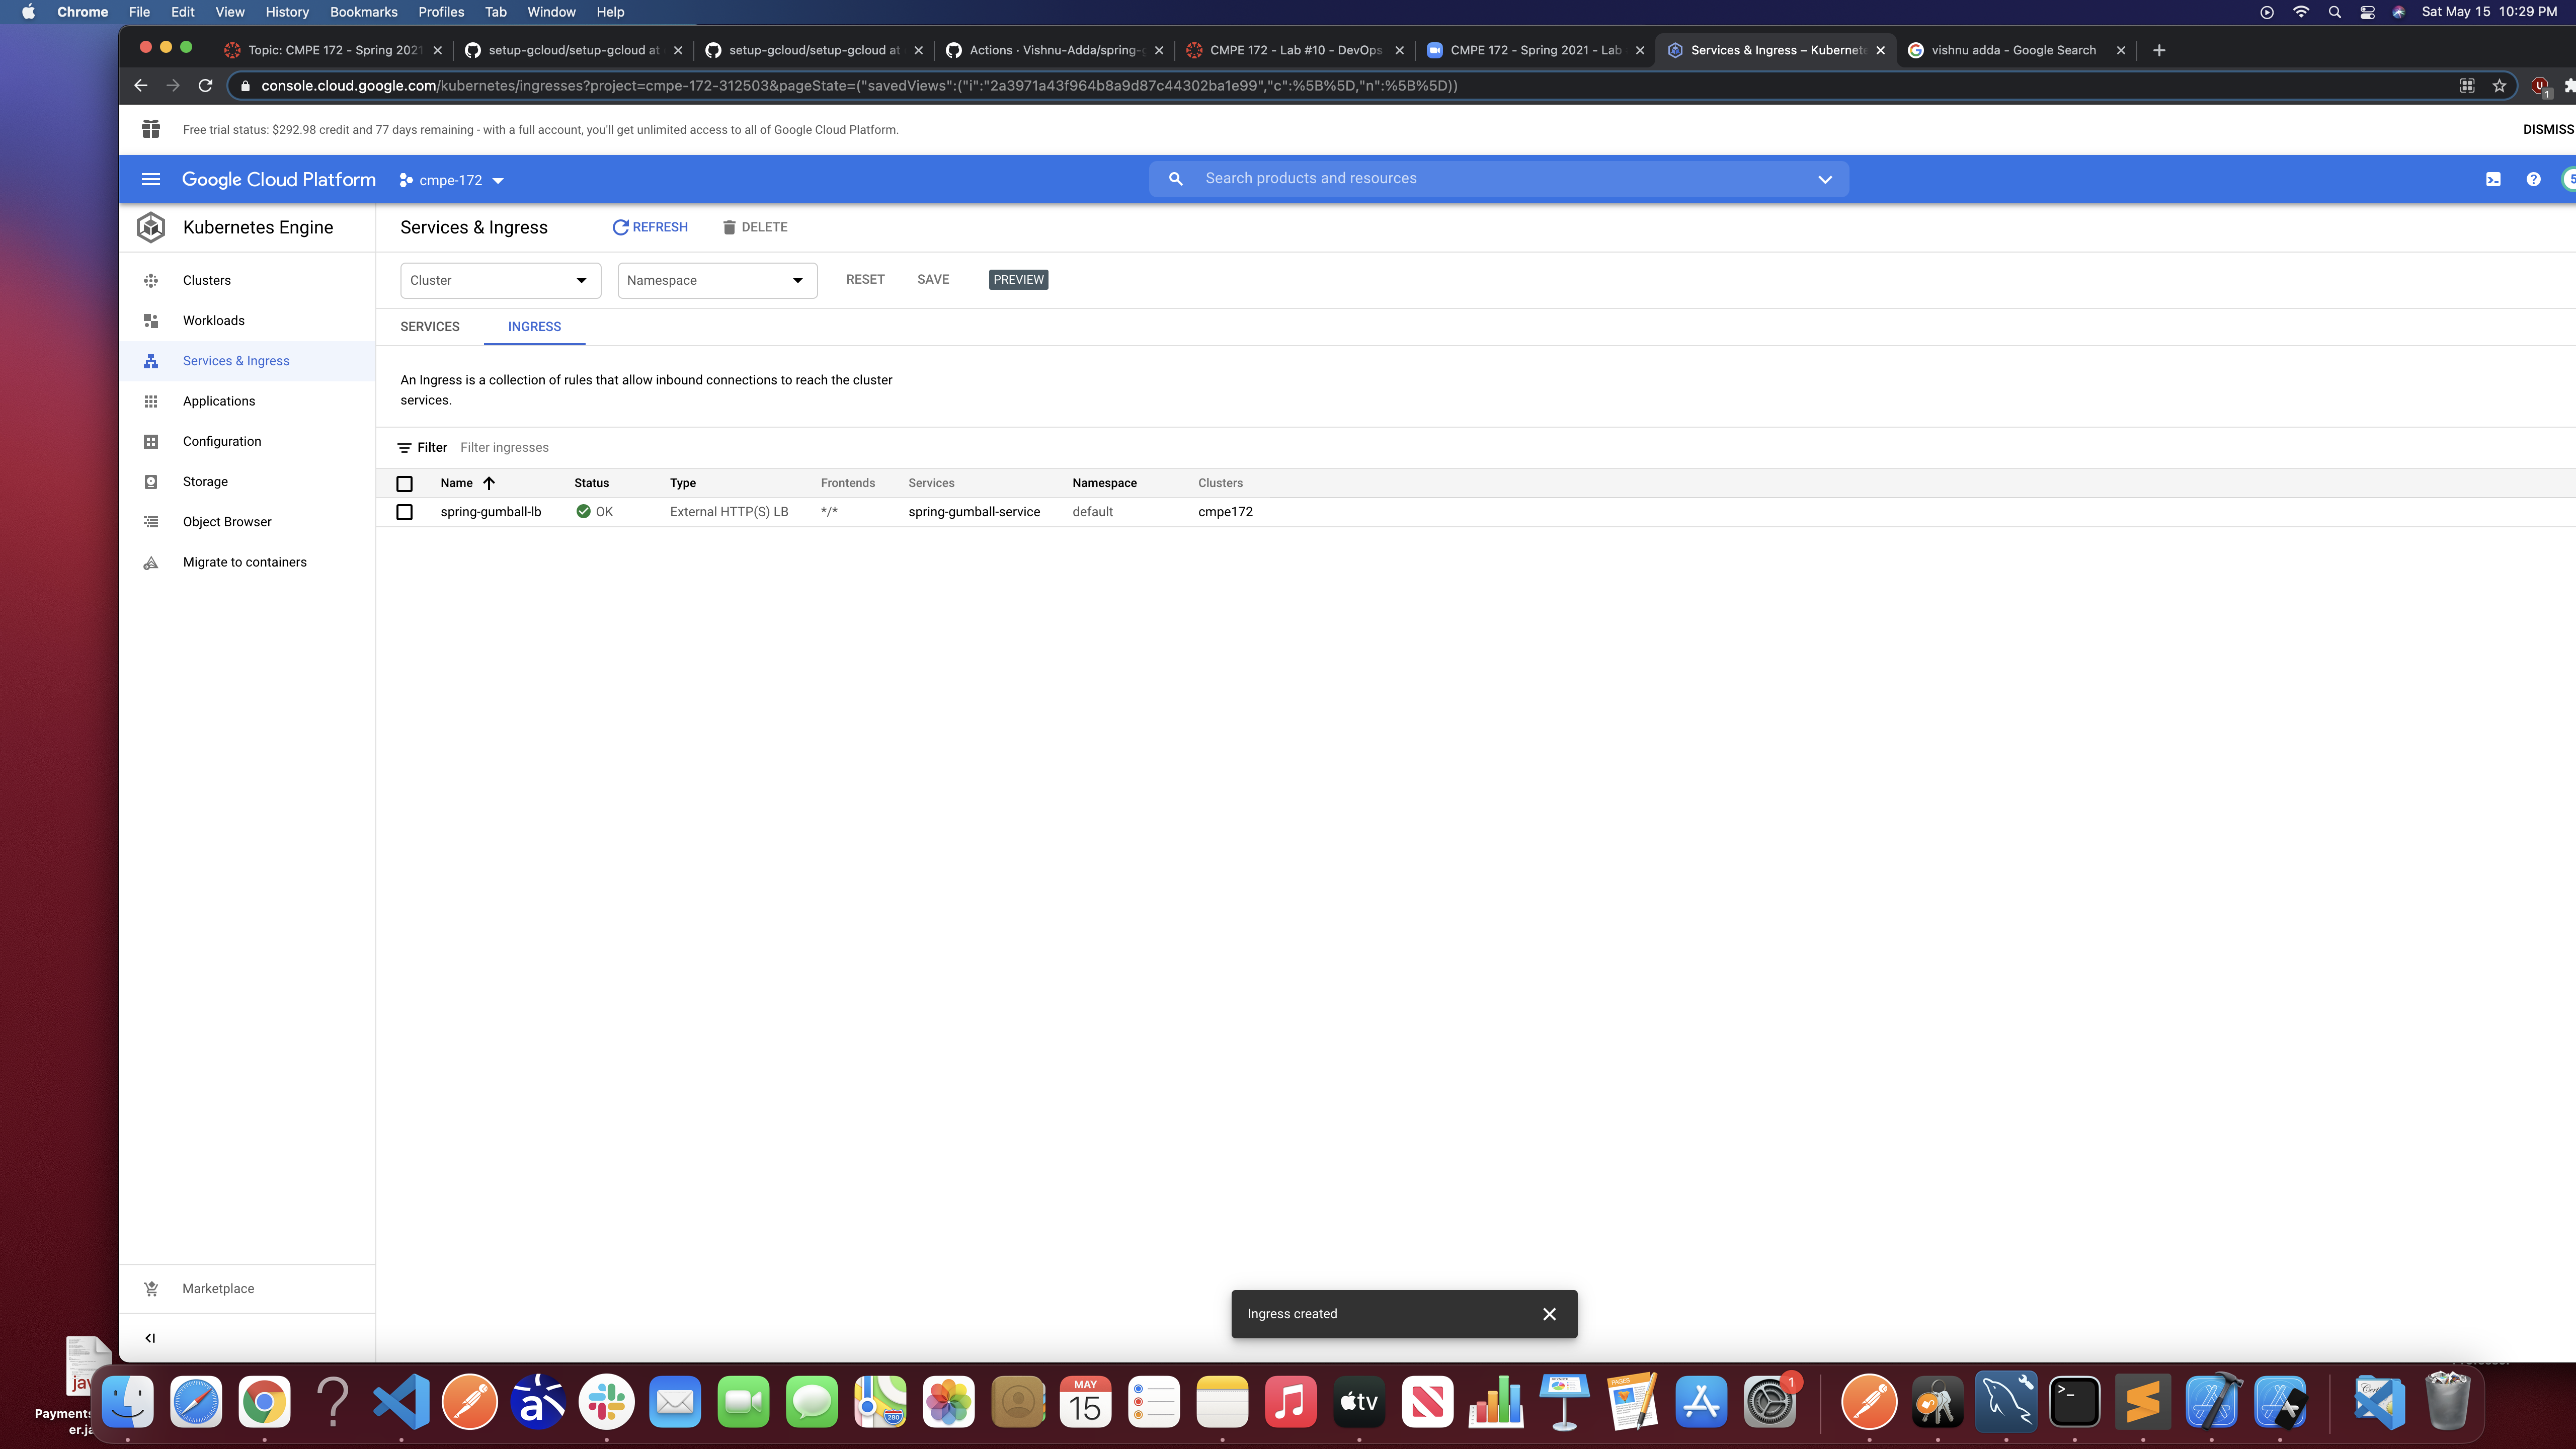 Chrome File Edit View History Bookmarks Profiles Tab Window Help
Sat May 15 10:29 PM
Topic: CMPE 172 - Spring 2021
setup-gcloud/setup-gcloud at
setup-gcloud/setup-gcloud at
Actions · Vishnu-Adda/spring-g
CMPE 172 - Lab #10 - DevOps
CMPE 172 - Spring 2021 - Lab
Services & Ingress – Kubernete
vishnu adda - Google Search
console.cloud.google.com/kubernetes/ingresses?project=cmpe-172-312503&pageState=("savedViews":("i":"2a3971a43f964b8a9d87c44302ba1e99","c":%5B%5D,"n":%5B%5D))
1
Free trial status: $292.98 credit and 77 days remaining - with a full account, you'll get unlimited access to all of Google Cloud Platform.
DISMISS
Google Cloud Platform
cmpe-172
Search products and resources
5
Kubernetes Engine
Services & Ingress
REFRESH
DELETE
Clusters
Workloads
Services & Ingress
Applications
Configuration
Storage
Object Browser
Migrate to containers
Marketplace
Cluster
Namespace
RESET
SAVE
PREVIEW
SERVICES
INGRESS
An Ingress is a collection of rules that allow inbound connections to reach the cluster
services.
Filter Filter ingresses
Name Status Type Frontends Services Namespace Clusters
spring-gumball-lb OK External HTTP(S) LB */* spring-gumball-service default cmpe172
Ingress created
Payments
er.ja
MAY
15
280
tv
PAGES
1